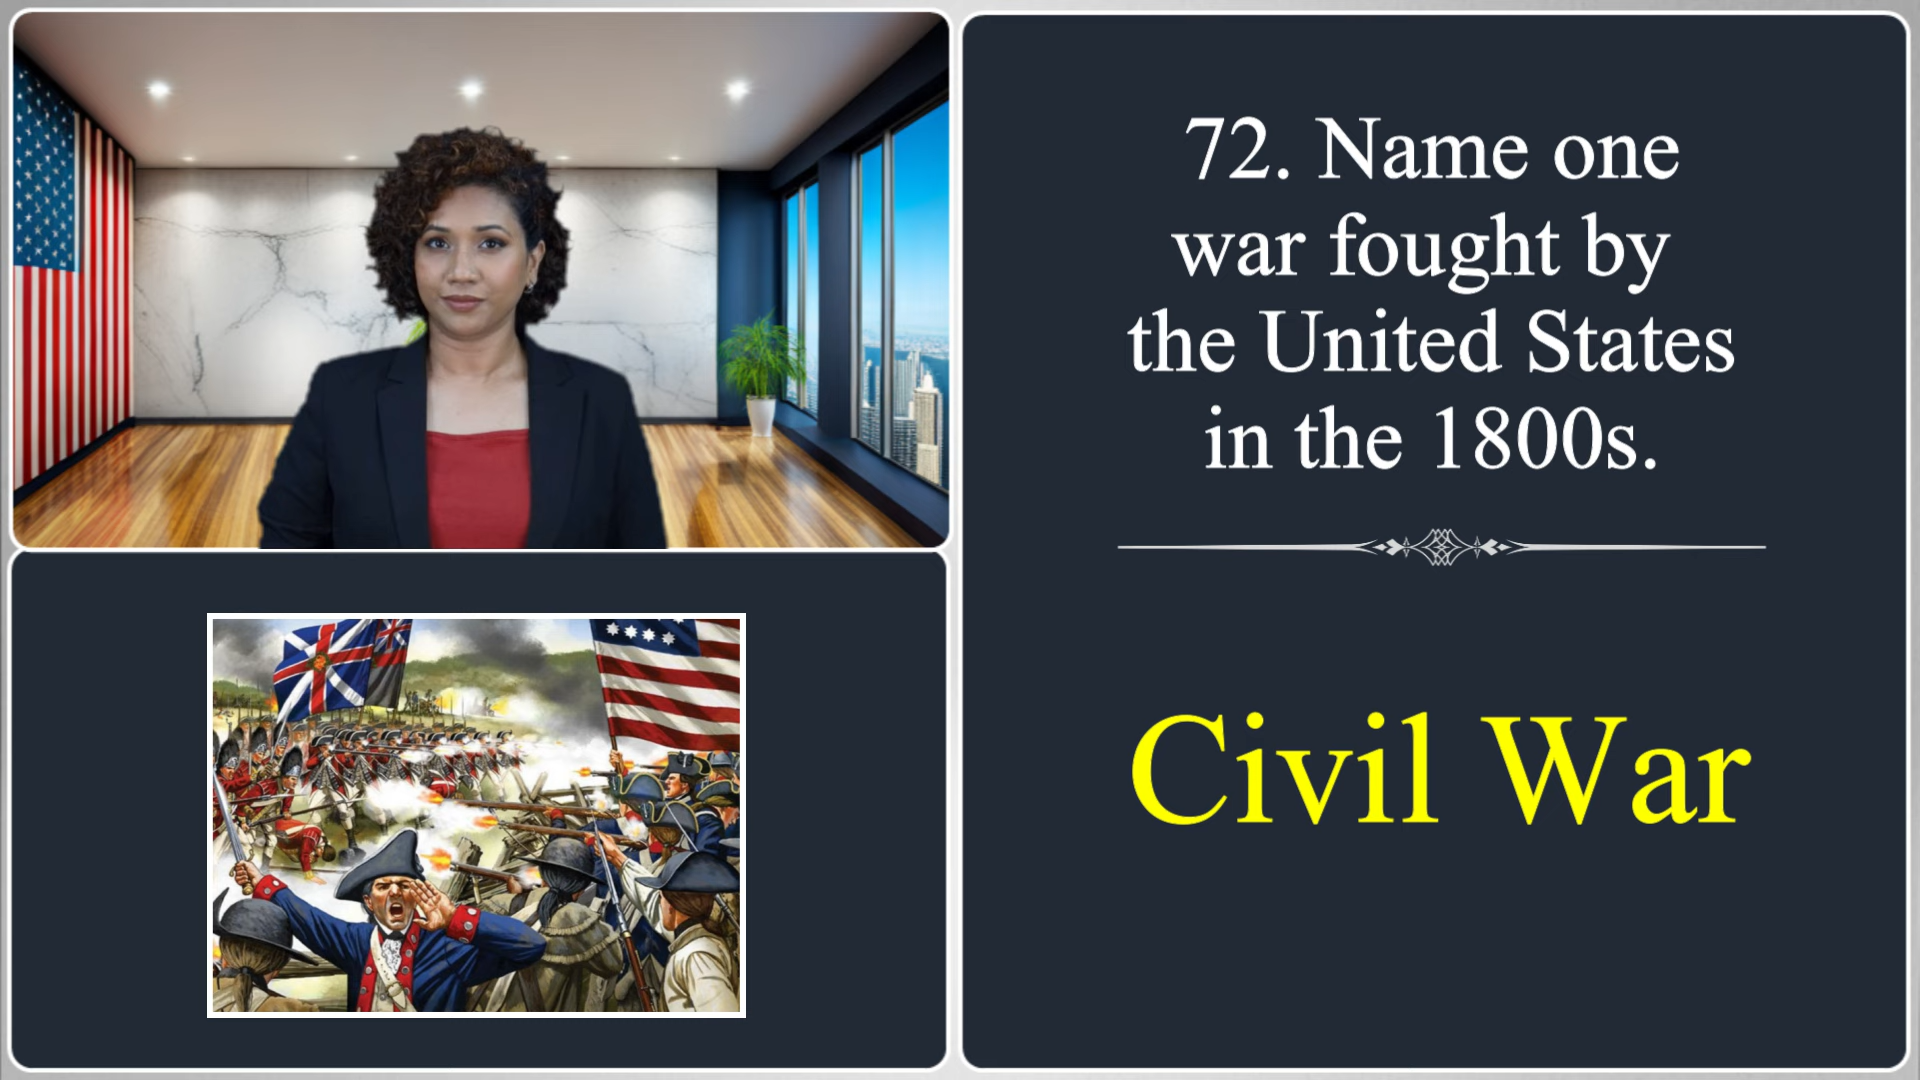 72. Name one
war fought by
the United States
in the 1800s.
Civil War